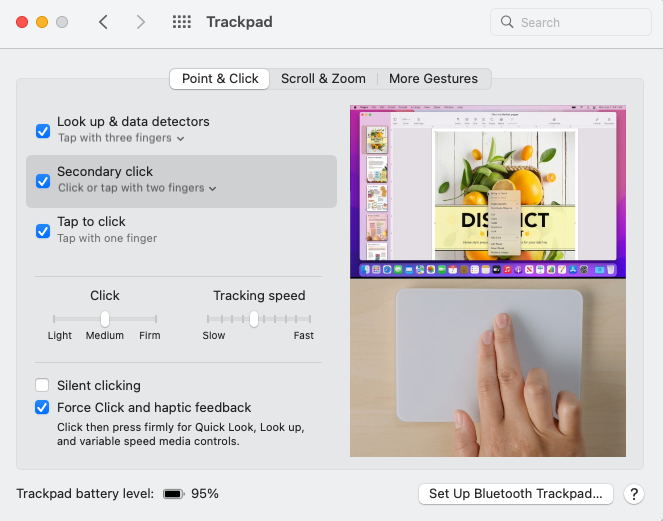 Trackpad
Search
Point & Click
Scroll & Zoom
More Gestures
Look up & data detectors
Tap with three fingers
Secondary click
Click or tap with two fingers
Tap to click
Tap with one finger
Click
Light
Medium
Firm
Tracking speed
Slow
Fast
Silent clicking
Force Click and haptic feedback
Click then press firmly for Quick Look, Look up,
and variable speed media controls.
Trackpad battery level:
95%
Set Up Bluetooth Trackpad...
?